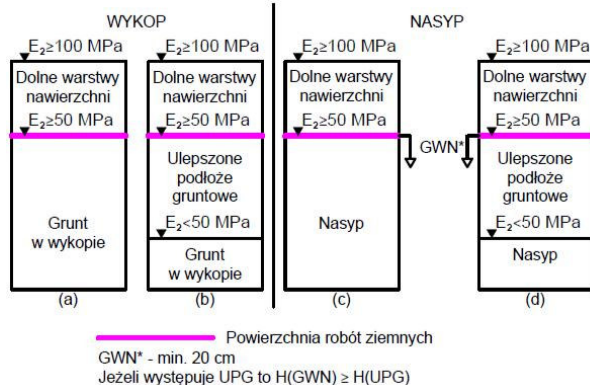 WYKOP
NASYP
E₂≥100 MPa
Dolne warstwy
nawierzchni
E₂≥50 MPa
Grunt
w wykopie
(a)
E₂≥100 MPa
Dolne warstwy
nawierzchni
E₂≥50 MPa
Ulepszone
podłoże
gruntowe
E₂<50 MPa
Grunt
w wykopie
(b)
E₂≥100 MPa
Dolne warstwy
nawierzchni
E₂≥50 MPa
Nasyp
(c)
GWN*
E₂≥100 MPa
Dolne warstwy
nawierzchni
E₂≥50 MPa
Ulepszone
podłoże
gruntowe
E₂<50 MPa
Nasyp
(d)
Powierzchnia robót ziemnych
GWN* - min. 20 cm
Jeżeli występuje UPG to H(GWN) ≥ H(UPG)